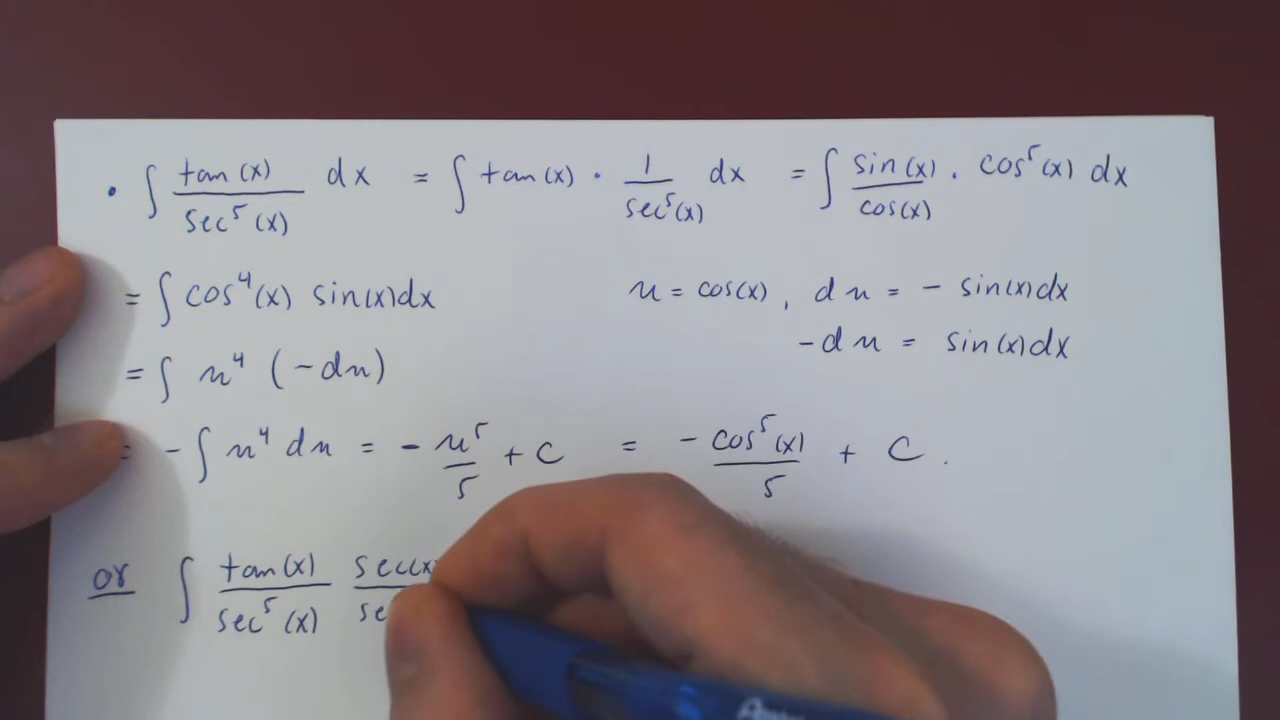 • ∫ tan(x)/sec⁵(x) dx = ∫ tan(x) · 1/sec⁵(x) dx = ∫ sin(x)/cos(x) . cos⁵(x) dx
= ∫ cos⁴(x) sin(x)dx u = cos(x), du = - sin(x)dx
-du = sin(x)dx
= ∫ u⁴ (-du)
= -∫ u⁴ du = - u⁵/5 + C = - cos⁵(x)/5 + C.
or ∫ tan(x)/sec⁵(x) sec(x